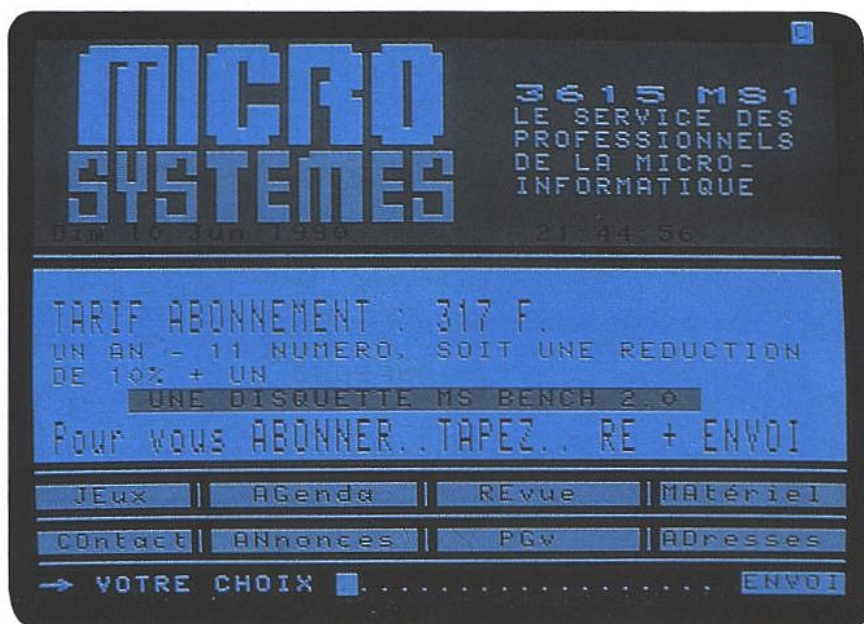 C
MICRO
SYSTEMES
3615 MS1
LE SERVICE DES
PROFESSIONNELS
DE LA MICRO-
INFORMATIQUE
Dim 10 Jun 1990
21:44:56
TARIF ABONNEMENT : 317 F.
UN AN - 11 NUMERO, SOIT UNE REDUCTION
DE 10% + UN
UNE DISQUETTE MS BENCH 2.0
Pour vous ABONNER..TAPEZ.. RE + ENVOI
JEux AGenda REvue MAtériel
COntact ANnonces PGv ADresses
→ VOTRE CHOIX .................. ENVOI